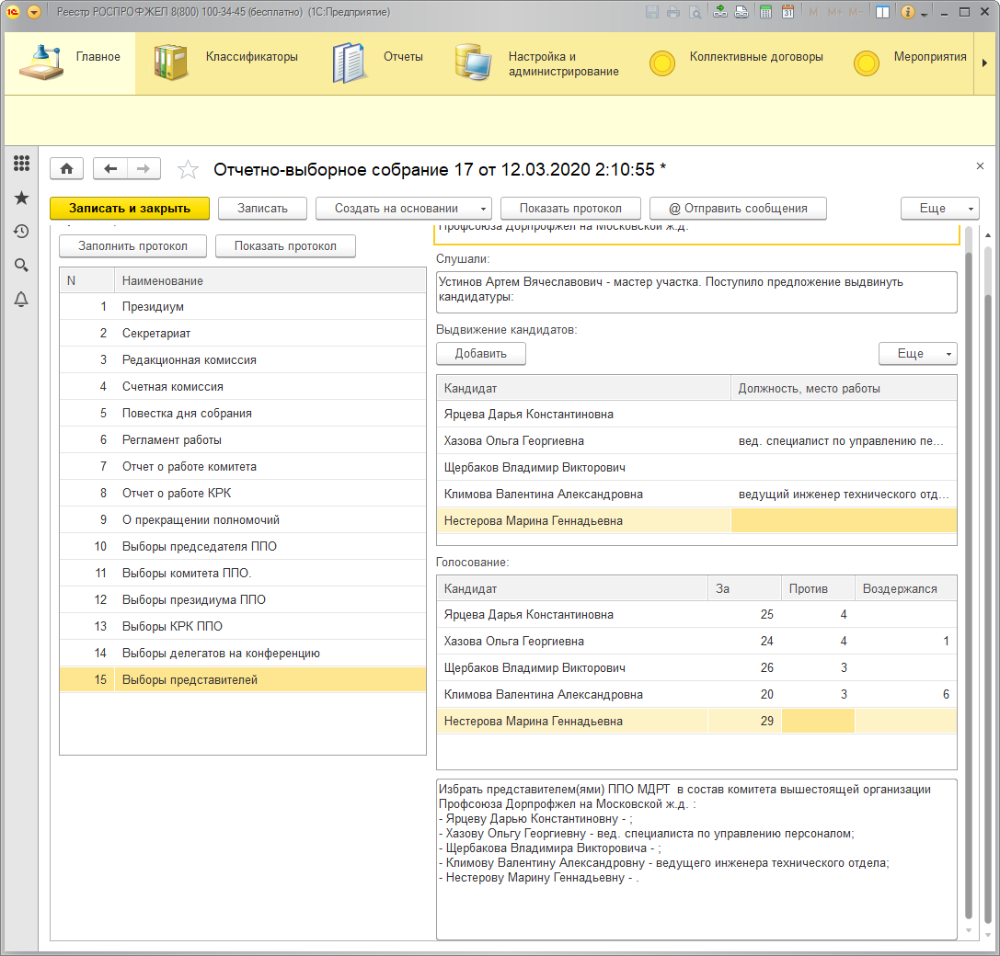 Реестр РОСПРОФЖЕЛ 8(800) 100-34-45 (бесплатно) (1С:Предприятие)
M M+ M-
Главное
Классификаторы
Отчеты
Настройка и
администрирование
Коллективные договоры
Мероприятия
Отчетно-выборное собрание 17 от 12.03.2020 2:10:55 *
Записать и закрыть
Записать
Создать на основании
Показать протокол
@ Отправить сообщения
Еще
Заполнить протокол
Показать протокол
N Наименование
1 Президиум
2 Секретариат
3 Редакционная комиссия
4 Счетная комиссия
5 Повестка дня собрания
6 Регламент работы
7 Отчет о работе комитета
8 Отчет о работе КРК
9 О прекращении полномочий
10 Выборы председателя ППО
11 Выборы комитета ППО.
12 Выборы президиума ППО
13 Выборы КРК ППО
14 Выборы делегатов на конференцию
15 Выборы представителей
Профсоюза Дорпрофжел на Московской ж.д.
Слушали:
Устинов Артем Вячеславович - мастер участка. Поступило предложение выдвинуть
кандидатуры:
Выдвижение кандидатов:
Добавить
Еще
Кандидат Должность, место работы
Ярцева Дарья Константиновна
Хазова Ольга Георгиевна вед. специалист по управлению пе...
Щербаков Владимир Викторович
Климова Валентина Александровна ведущий инженер технического отд...
Нестерова Марина Геннадьевна
Голосование:
Кандидат За Против Воздержался
Ярцева Дарья Константиновна 25 4
Хазова Ольга Георгиевна 24 4 1
Щербаков Владимир Викторович 26 3
Климова Валентина Александровна 20 3 6
Нестерова Марина Геннадьевна 29
Избрать представителем(ями) ППО МДРТ в состав комитета вышестоящей организации
Профсоюза Дорпрофжел на Московской ж.д. :
- Ярцеву Дарью Константиновну - ;
- Хазову Ольгу Георгиевну - вед. специалиста по управлению персоналом;
- Щербакова Владимира Викторовича - ;
- Климову Валентину Александровну - ведущего инженера технического отдела;
- Нестерову Марину Геннадьевну - .